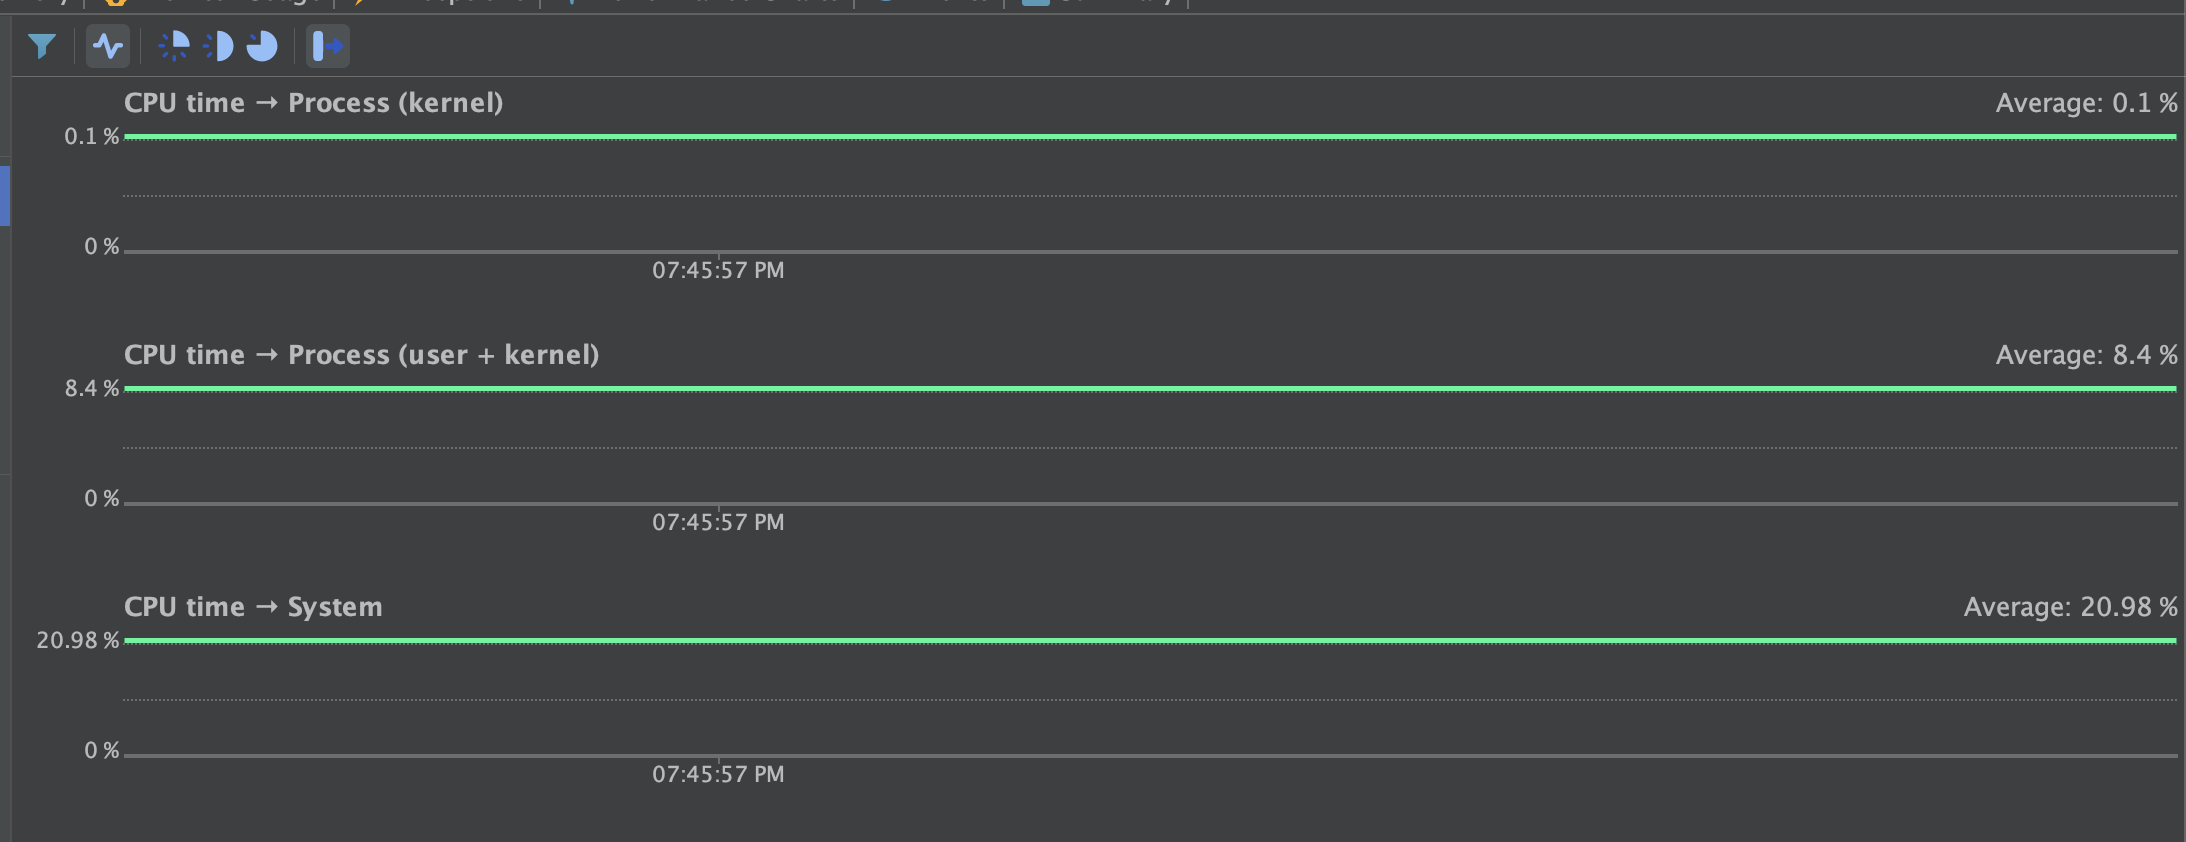 CPU time → Process (kernel)
Average: 0.1 %
0.1 %
0 %
07:45:57 PM
CPU time → Process (user + kernel)
Average: 8.4 %
8.4 %
0 %
07:45:57 PM
CPU time → System
Average: 20.98 %
20.98 %
0 %
07:45:57 PM